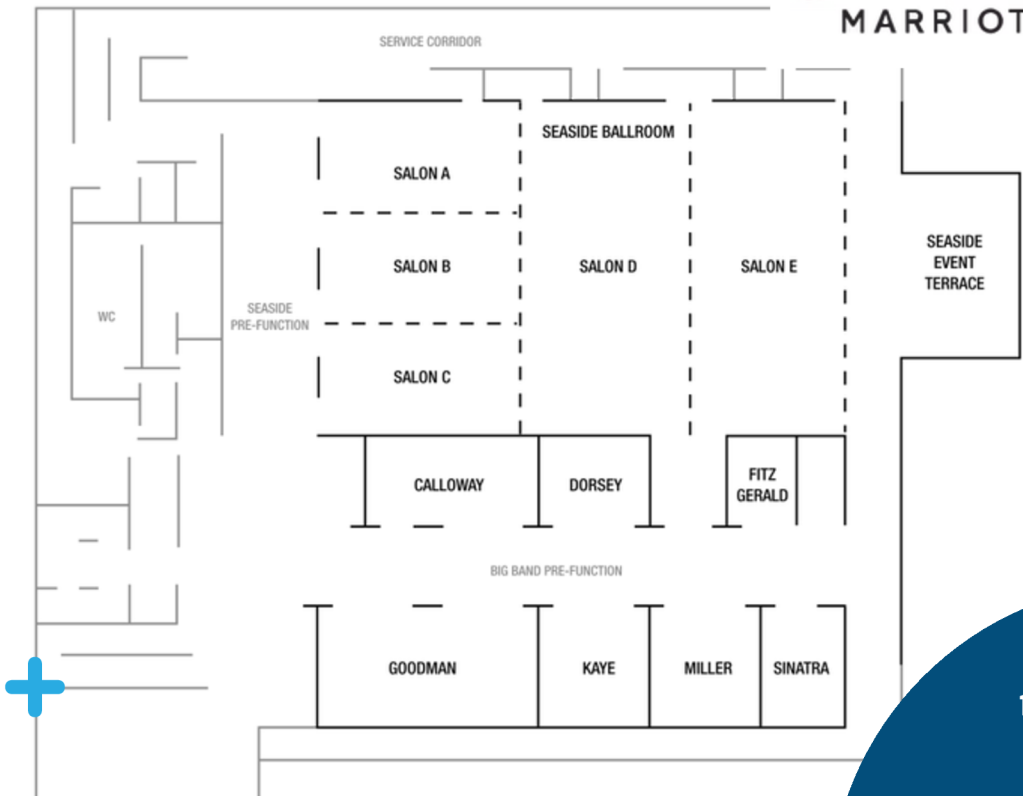 MARRIOT
SERVICE CORRIDOR
SEASIDE BALLROOM
SALON A
SALON B
SALON D
SALON E
SEASIDE
EVENT
TERRACE
WC
SEASIDE
PRE-FUNCTION
SALON C
CALLOWAY
DORSEY
FITZ
GERALD
BIG BAND PRE-FUNCTION
GOODMAN
KAYE
MILLER
SINATRA